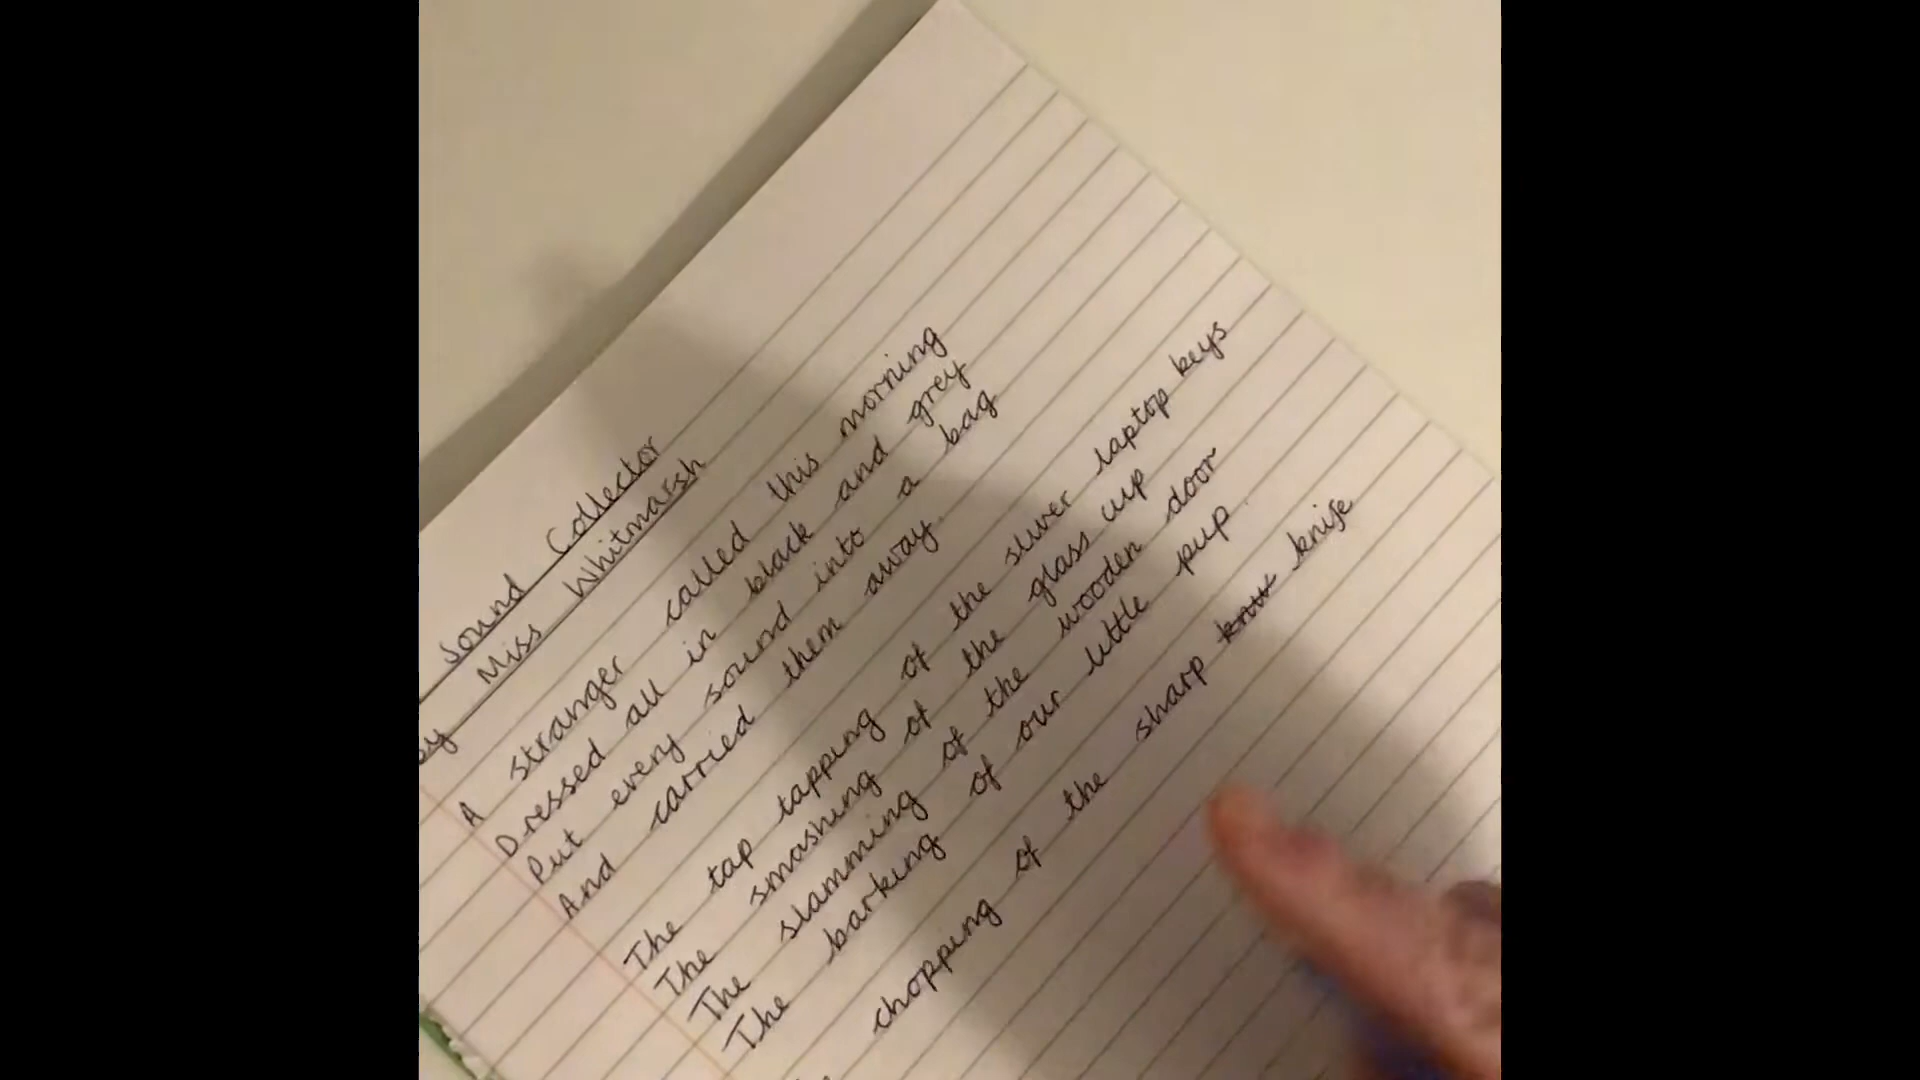 Sound Collector
by Miss Whitmarsh
A stranger called this morning
Dressed all in black and grey
Put every sound into a bag
And carried them away.
The tap tapping of the silver laptop keys
The smashing of the glass cup
The slamming of the wooden door
The barking of our little pup.
chopping of the sharp knife